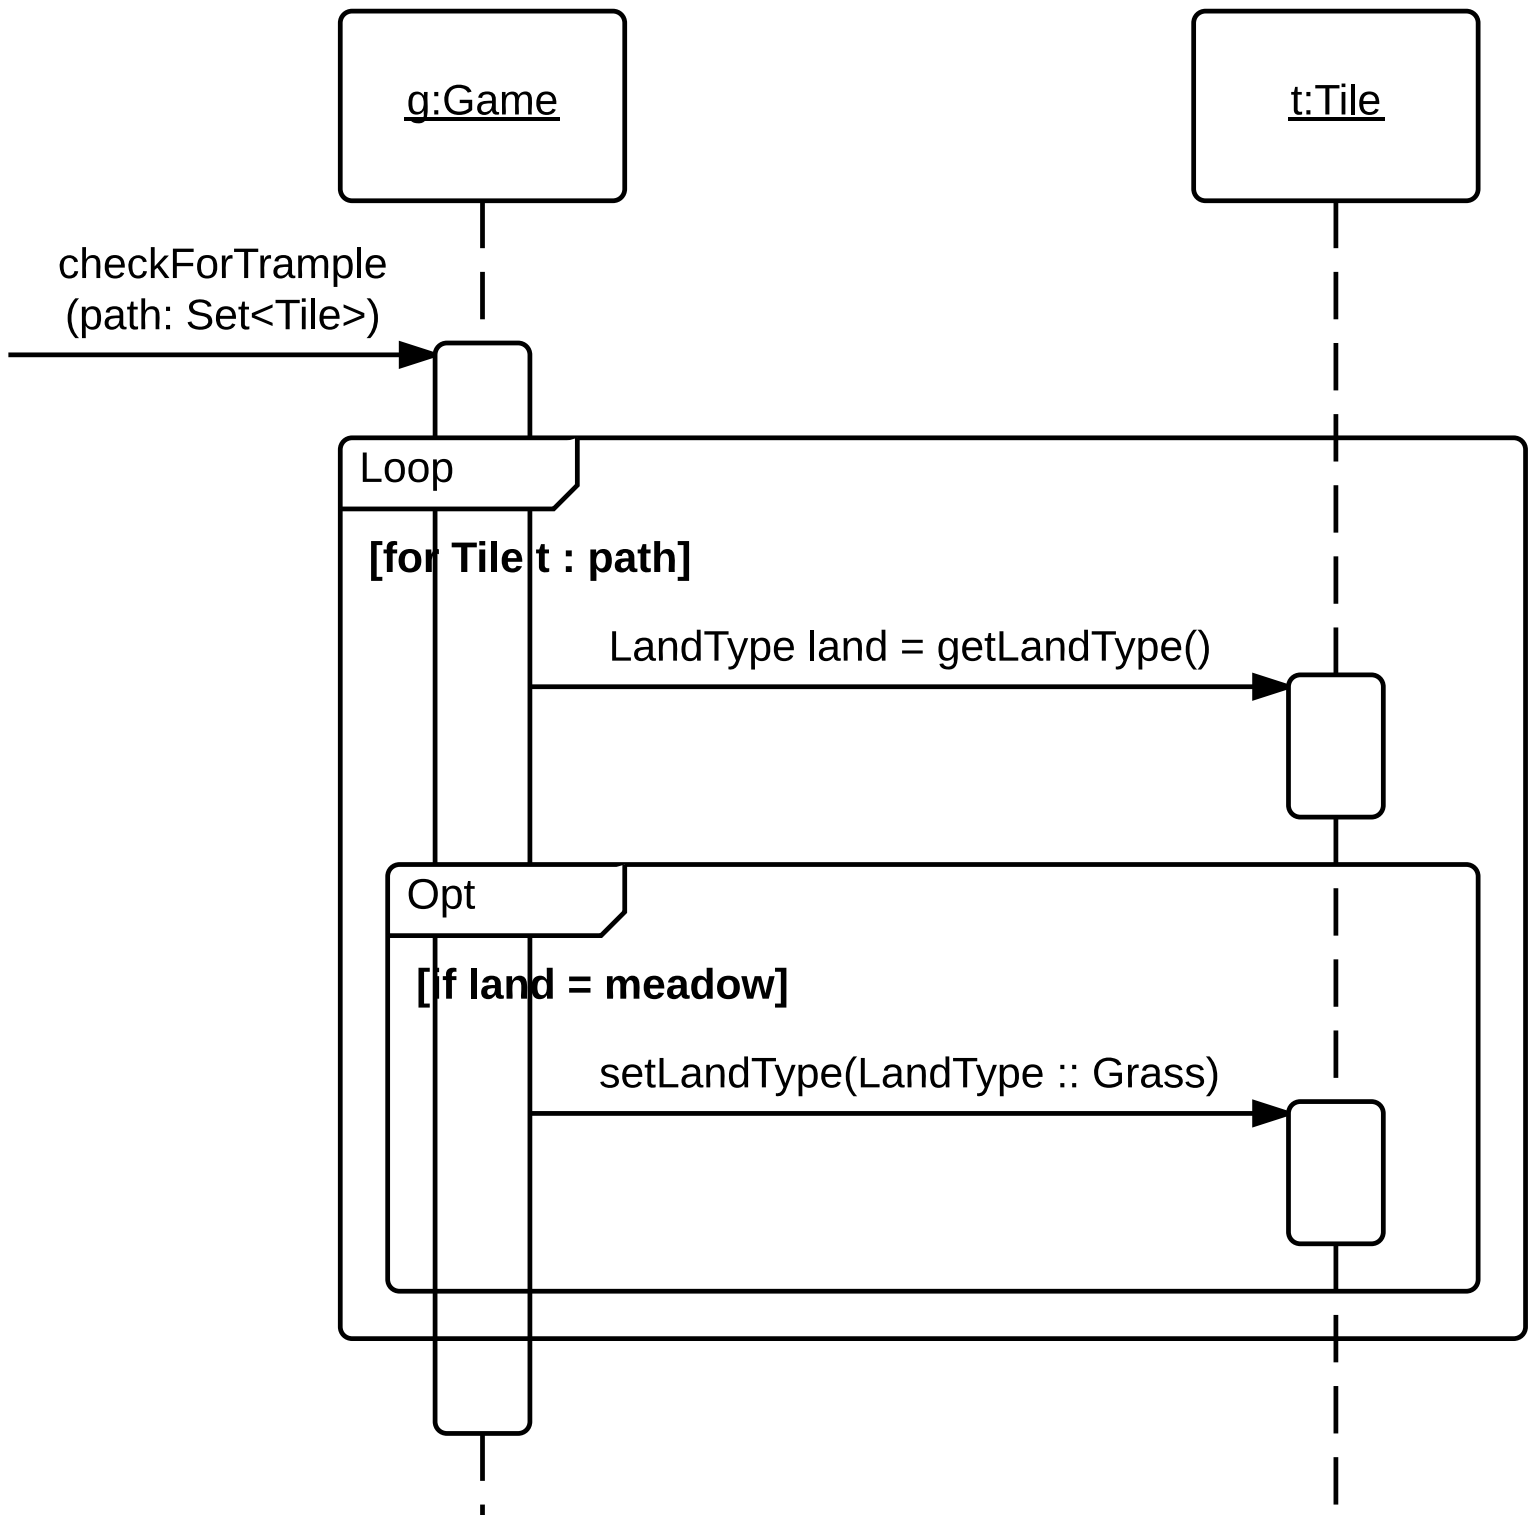 g:Game
t:Tile
checkForTrample
(path: Set<Tile>)
Loop
[for Tile t : path]
LandType land = getLandType()
Opt
[if land = meadow]
setLandType(LandType :: Grass)